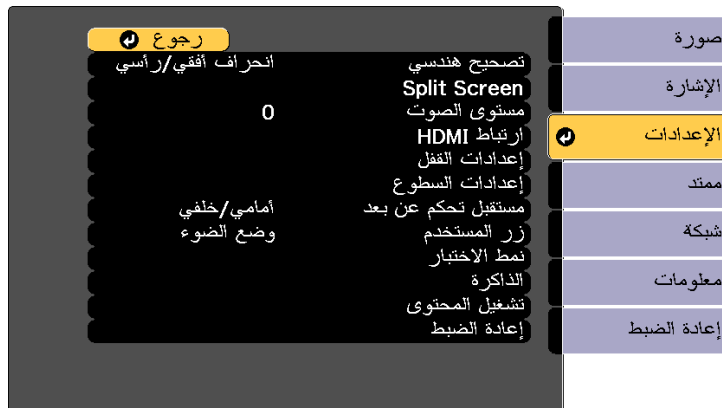 صورة
الإشارة
الإعدادات
ممتد
شبكة
معلومات
إعادة الضبط
رجوع
تصحيح هندسي انحراف أفقي/رأسي
Split Screen
مستوى الصوت 0
ارتباط HDMI
إعدادات القفل
إعدادات السطوع
مستقبل تحكم عن بعد أمامي/خلفي
زر المستخدم وضع الضوء
نمط الاختبار
الذاكرة
تشغيل المحتوى
إعادة الضبط